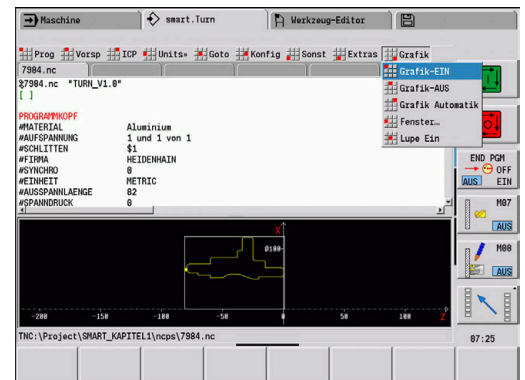 Maschine
smart.Turn
Werkzeug-Editor
Prog Vorsp ICP Units» Goto Konfig Sonst Extras Grafik
7984.nc
Grafik-EIN
Grafik-AUS
Grafik Automatik
Fenster…
Lupe Ein
%7984.nc "TURN_V1.0"
[ ]
PROGRAMMKOPF
#MATERIAL Aluminium
#AUFSPANNUNG 1 und 1 von 1
#SCHLITTEN $1
#FIRMA HEIDENHAIN
#SYNCHRO 0
#EINHEIT METRIC
#AUSSPANNLAENGE 82
#SPANNDRUCK 0
I
END PGM
OFF
AUS EIN
M07
AUS
M08
AUS
X
Ø100
-200 -150 -100 -50 0 50 100 Z
TNC:\Project\SMART_KAPITEL1\ncps\7984.nc
07:25